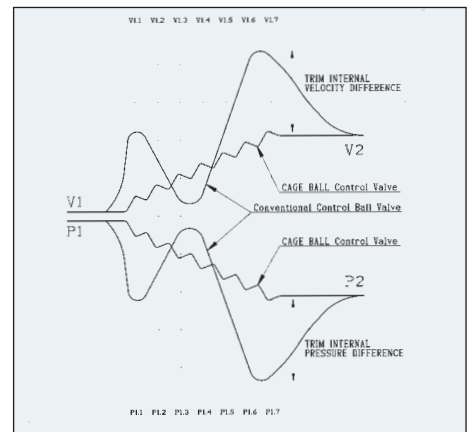 V1.1 V1.2 V1.3 V1.4 V1.5 V1.6 V1.7
TRIM INTERNAL
VELOCITY DIFFERENCE
V2
CAGE BALL Control Valve
V1
Conventional Control Ball Valve
P1
CAGE BALL Control Valve
P2
TRIM INTERNAL
PRESSURE DIFFERENCE
P1.1 P1.2 P1.3 P1.4 P1.5 P1.6 P1.7